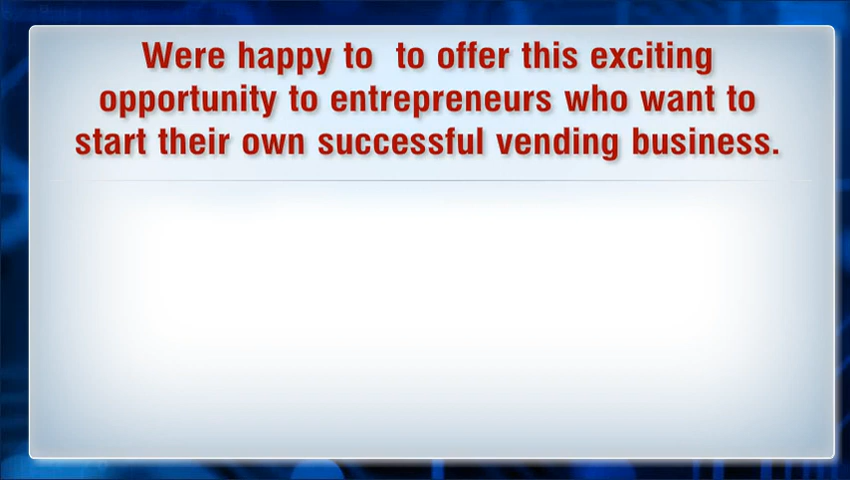 Were happy to  to offer this exciting
opportunity to entrepreneurs who want to
start their own successful vending business.